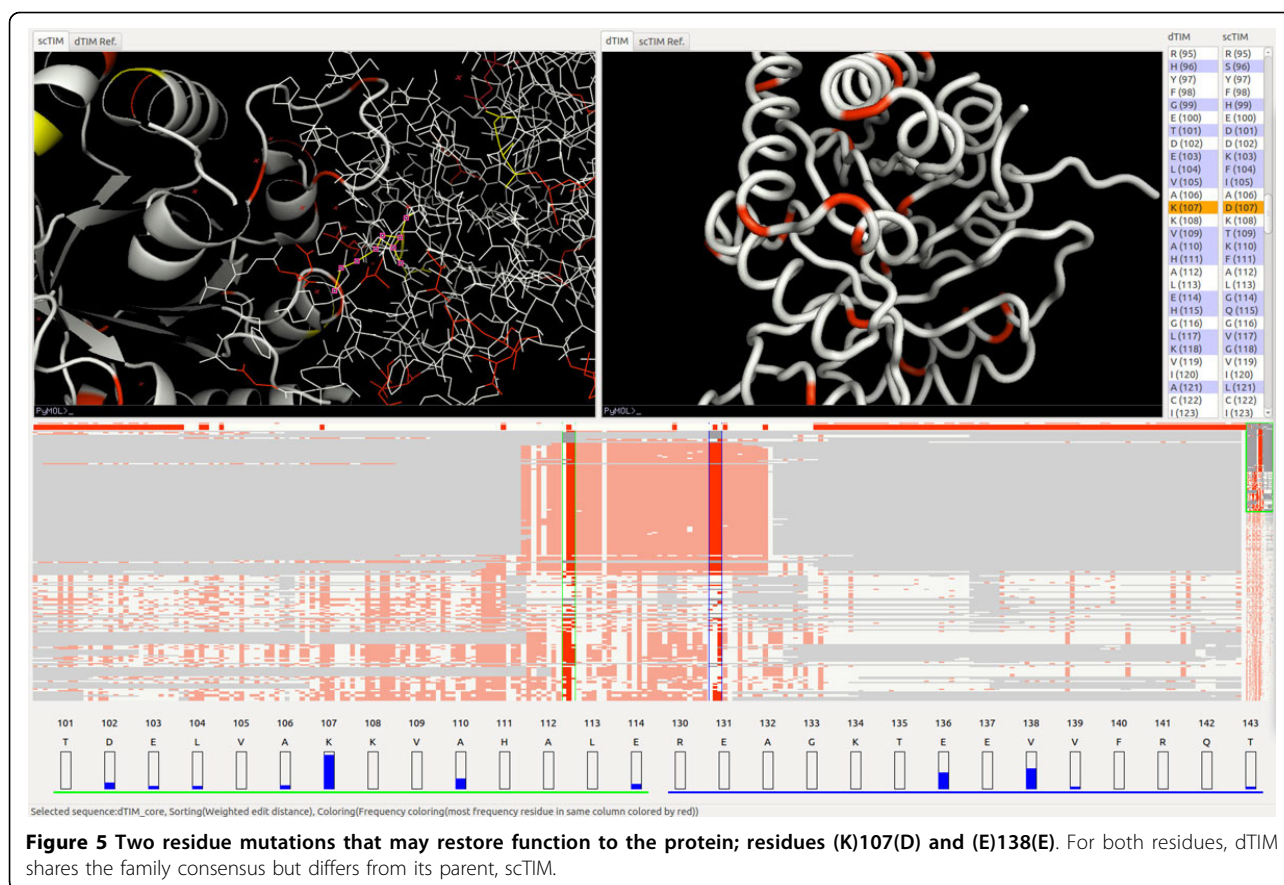 scTIM dTIM Ref.
dTIM scTIM Ref.
dTIM scTIM
R (95) R (95)
H (96) S (96)
Y (97) Y (97)
F (98) F (98)
G (99) H (99)
E (100) E (100)
T (101) D (101)
D (102) D (102)
E (103) K (103)
L (104) F (104)
V (105) I (105)
A (106) A (106)
K (107) D (107)
K (108) K (108)
V (109) T (109)
A (110) K (110)
H (111) F (111)
A (112) A (112)
L (113) L (113)
E (114) G (114)
H (115) Q (115)
G (116) G (116)
L (117) V (117)
K (118) G (118)
V (119) V (119)
I (120) I (120)
A (121) L (121)
C (122) C (122)
I (123) I (123)
PyMOL>_
PyMOL>_
101 102 103 104 105 106 107 108 109 110 111 112 113 114 130 131 132 133 134 135 136 137 138 139 140 141 142 143
T D E L V A K K V A H A L E R E A G K T E E V V F R Q T
Selected sequence:dTIM_core, Sorting(Weighted edit distance), Coloring(Frequency coloring(most frequency residue in same column colored by red))
Figure 5 Two residue mutations that may restore function to the protein; residues (K)107(D) and (E)138(E). For both residues, dTIM
shares the family consensus but differs from its parent, scTIM.